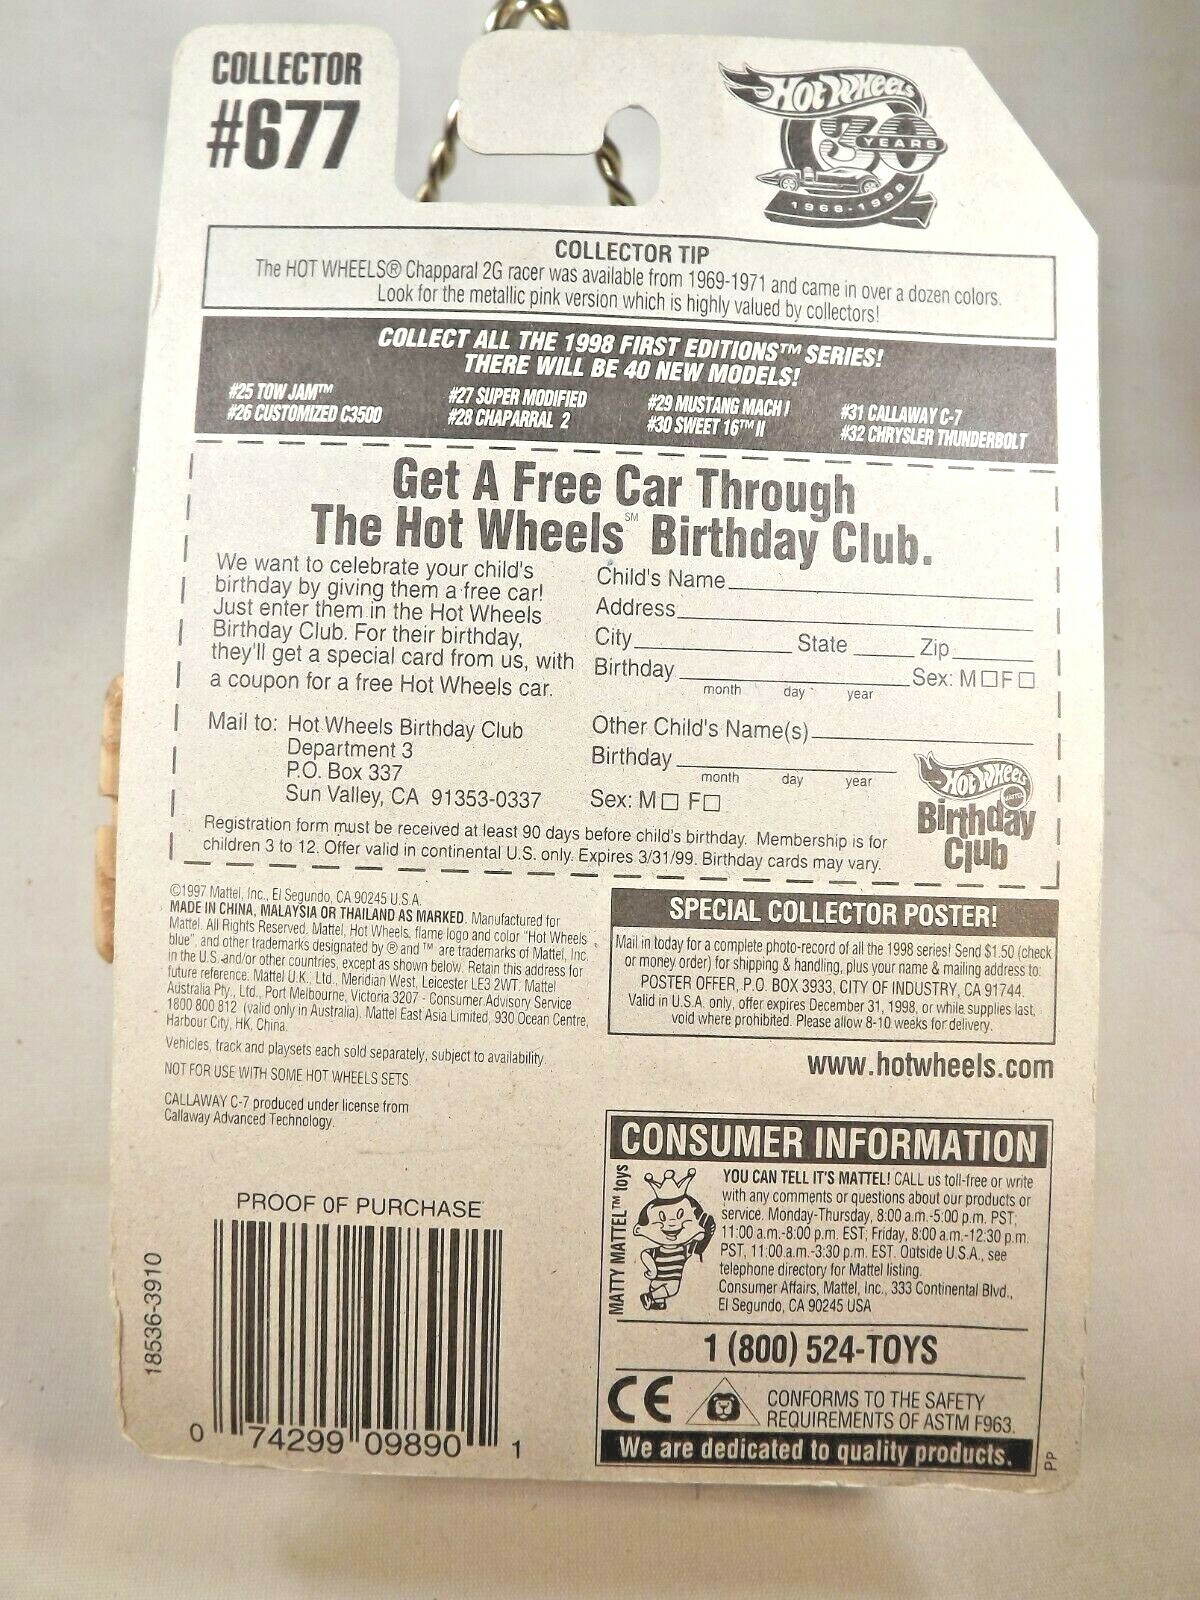 COLLECTOR
#677
Hot Wheels
30
YEARS
1968-1998
COLLECTOR TIP
The HOT WHEELS® Chapparal 2G racer was available from 1969-1971 and came in over a dozen colors.
Look for the metallic pink version which is highly valued by collectors!
COLLECT ALL THE 1998 FIRST EDITIONS™ SERIES!
THERE WILL BE 40 NEW MODELS!
#25 TOW JAM™
#26 CUSTOMIZED C3500
#27 SUPER MODIFIED
#28 CHAPARRAL 2
#29 MUSTANG MACH I
#30 SWEET 16™ II
#31 CALLAWAY C-7
#32 CHRYSLER THUNDERBOLT
Get A Free Car Through
The Hot Wheels℠ Birthday Club.
We want to celebrate your child's
birthday by giving them a free car!
Just enter them in the Hot Wheels
Birthday Club. For their birthday,
they'll get a special card from us, with
a coupon for a free Hot Wheels car.
Mail to: Hot Wheels Birthday Club
Department 3
P.O. Box 337
Sun Valley, CA 91353-0337
Child's Name
Address
City State Zip
Birthday Sex: M☐F☐
month day year
Other Child's Name(s)
Birthday
month day year
Sex: M☐ F☐
Hot Wheels
MATTEL
Birthday
Club
Registration form must be received at least 90 days before child's birthday. Membership is for
children 3 to 12. Offer valid in continental U.S. only. Expires 3/31/99. Birthday cards may vary.
©1997 Mattel, Inc., El Segundo, CA 90245 U.S.A.
MADE IN CHINA, MALAYSIA OR THAILAND AS MARKED. Manufactured for
Mattel. All Rights Reserved. Mattel, Hot Wheels, flame logo and color "Hot Wheels
blue", and other trademarks designated by ® and ™ are trademarks of Mattel, Inc.
in the U.S. and/or other countries, except as shown below. Retain this address for
future reference. Mattel U.K., Ltd., Meridian West, Leicester LE3 2WT. Mattel
Australia Pty., Ltd., Port Melbourne, Victoria 3207 - Consumer Advisory Service
1800 800 812 (valid only in Australia). Mattel East Asia Limited, 930 Ocean Centre,
Harbour City, HK, China.
Vehicles, track and playsets each sold separately, subject to availability.
NOT FOR USE WITH SOME HOT WHEELS SETS.
CALLAWAY C-7 produced under license from
Callaway Advanced Technology.
SPECIAL COLLECTOR POSTER!
Mail in today for a complete photo-record of all the 1998 series! Send $1.50 (check
or money order) for shipping & handling, plus your name & mailing address to:
POSTER OFFER, P.O. BOX 3933, CITY OF INDUSTRY, CA 91744.
Valid in U.S.A. only, offer expires December 31, 1998, or while supplies last,
void where prohibited. Please allow 8-10 weeks for delivery.
www.hotwheels.com
CONSUMER INFORMATION
MATTY MATTEL™ toys
YOU CAN TELL IT'S MATTEL! CALL us toll-free or write
with any comments or questions about our products or
service. Monday-Thursday, 8:00 a.m.-5:00 p.m. PST;
11:00 a.m.-8:00 p.m. EST; Friday, 8:00 a.m.-12:30 p.m.
PST, 11:00 a.m.-3:30 p.m. EST. Outside U.S.A., see
telephone directory for Mattel listing.
Consumer Affairs, Mattel, Inc., 333 Continental Blvd.,
El Segundo, CA 90245 USA
1 (800) 524-TOYS
CE
CONFORMS TO THE SAFETY
REQUIREMENTS OF ASTM F963.
We are dedicated to quality products.
PP
PROOF OF PURCHASE
18536-3910
0 74299 09890 1